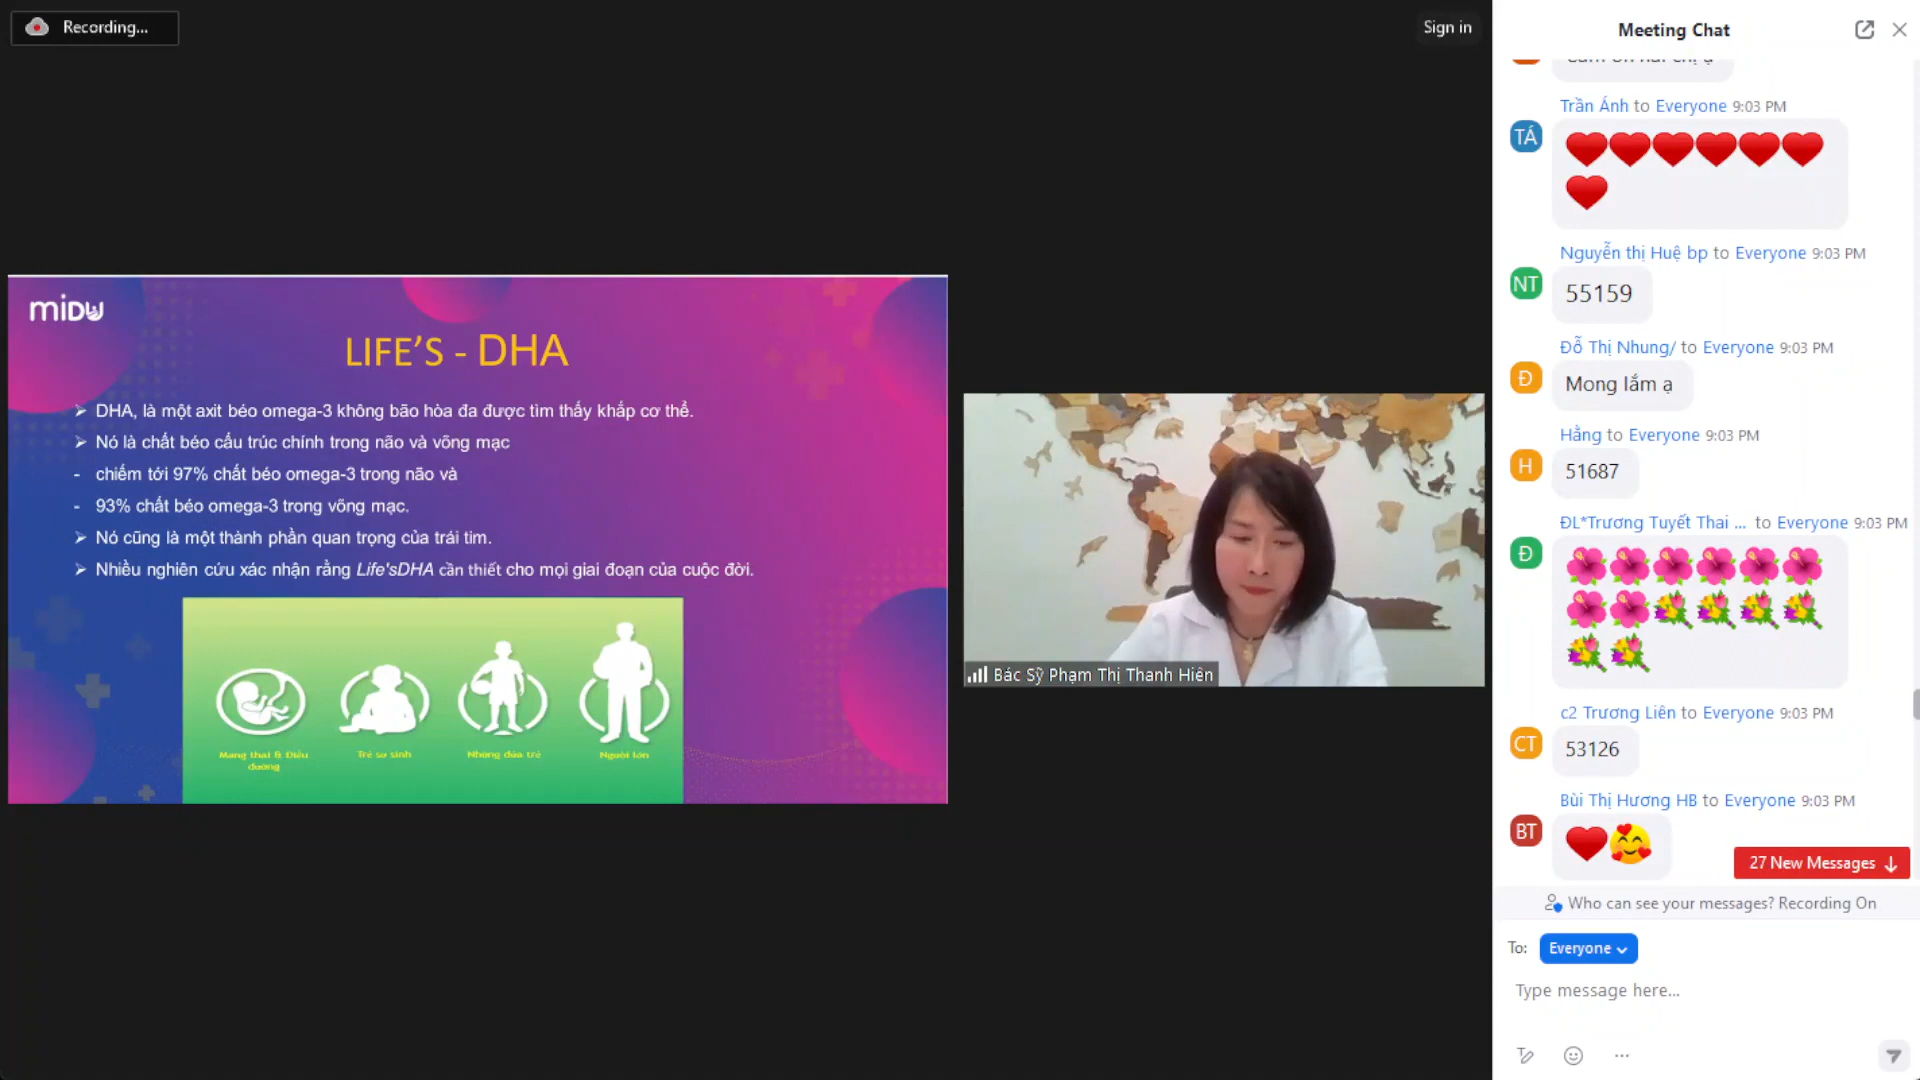 Recording...
Sign in
MIDU
LIFE'S - DHA
➢ DHA, là một axit béo omega-3 không bão hòa đa được tìm thấy khắp cơ thể.
➢ Nó là chất béo cấu trúc chính trong não và võng mạc
- chiếm tới 97% chất béo omega-3 trong não và
- 93% chất béo omega-3 trong võng mạc.
➢ Nó cũng là một thành phần quan trọng của trái tim.
➢ Nhiều nghiên cứu xác nhận rằng Life'sDHA cần thiết cho mọi giai đoạn của cuộc đời.
Mang thai & Điều
dưỡng
Trẻ sơ sinh
Những đứa trẻ
Người lớn
Bác Sỹ Phạm Thị Thanh Hiên
Meeting Chat
Trần Ánh to Everyone 9:03 PM
TÁ
Nguyễn thị Huệ bp to Everyone 9:03 PM
NT
55159
Đỗ Thị Nhung/ to Everyone 9:03 PM
Đ
Mong lắm ạ
Hằng to Everyone 9:03 PM
H
51687
ĐL*Trương Tuyết Thai ... to Everyone 9:03 PM
Đ
c2 Trương Liên to Everyone 9:03 PM
CT
53126
Bùi Thị Hương HB to Everyone 9:03 PM
BT
27 New Messages
Who can see your messages? Recording On
To: Everyone
Type message here...